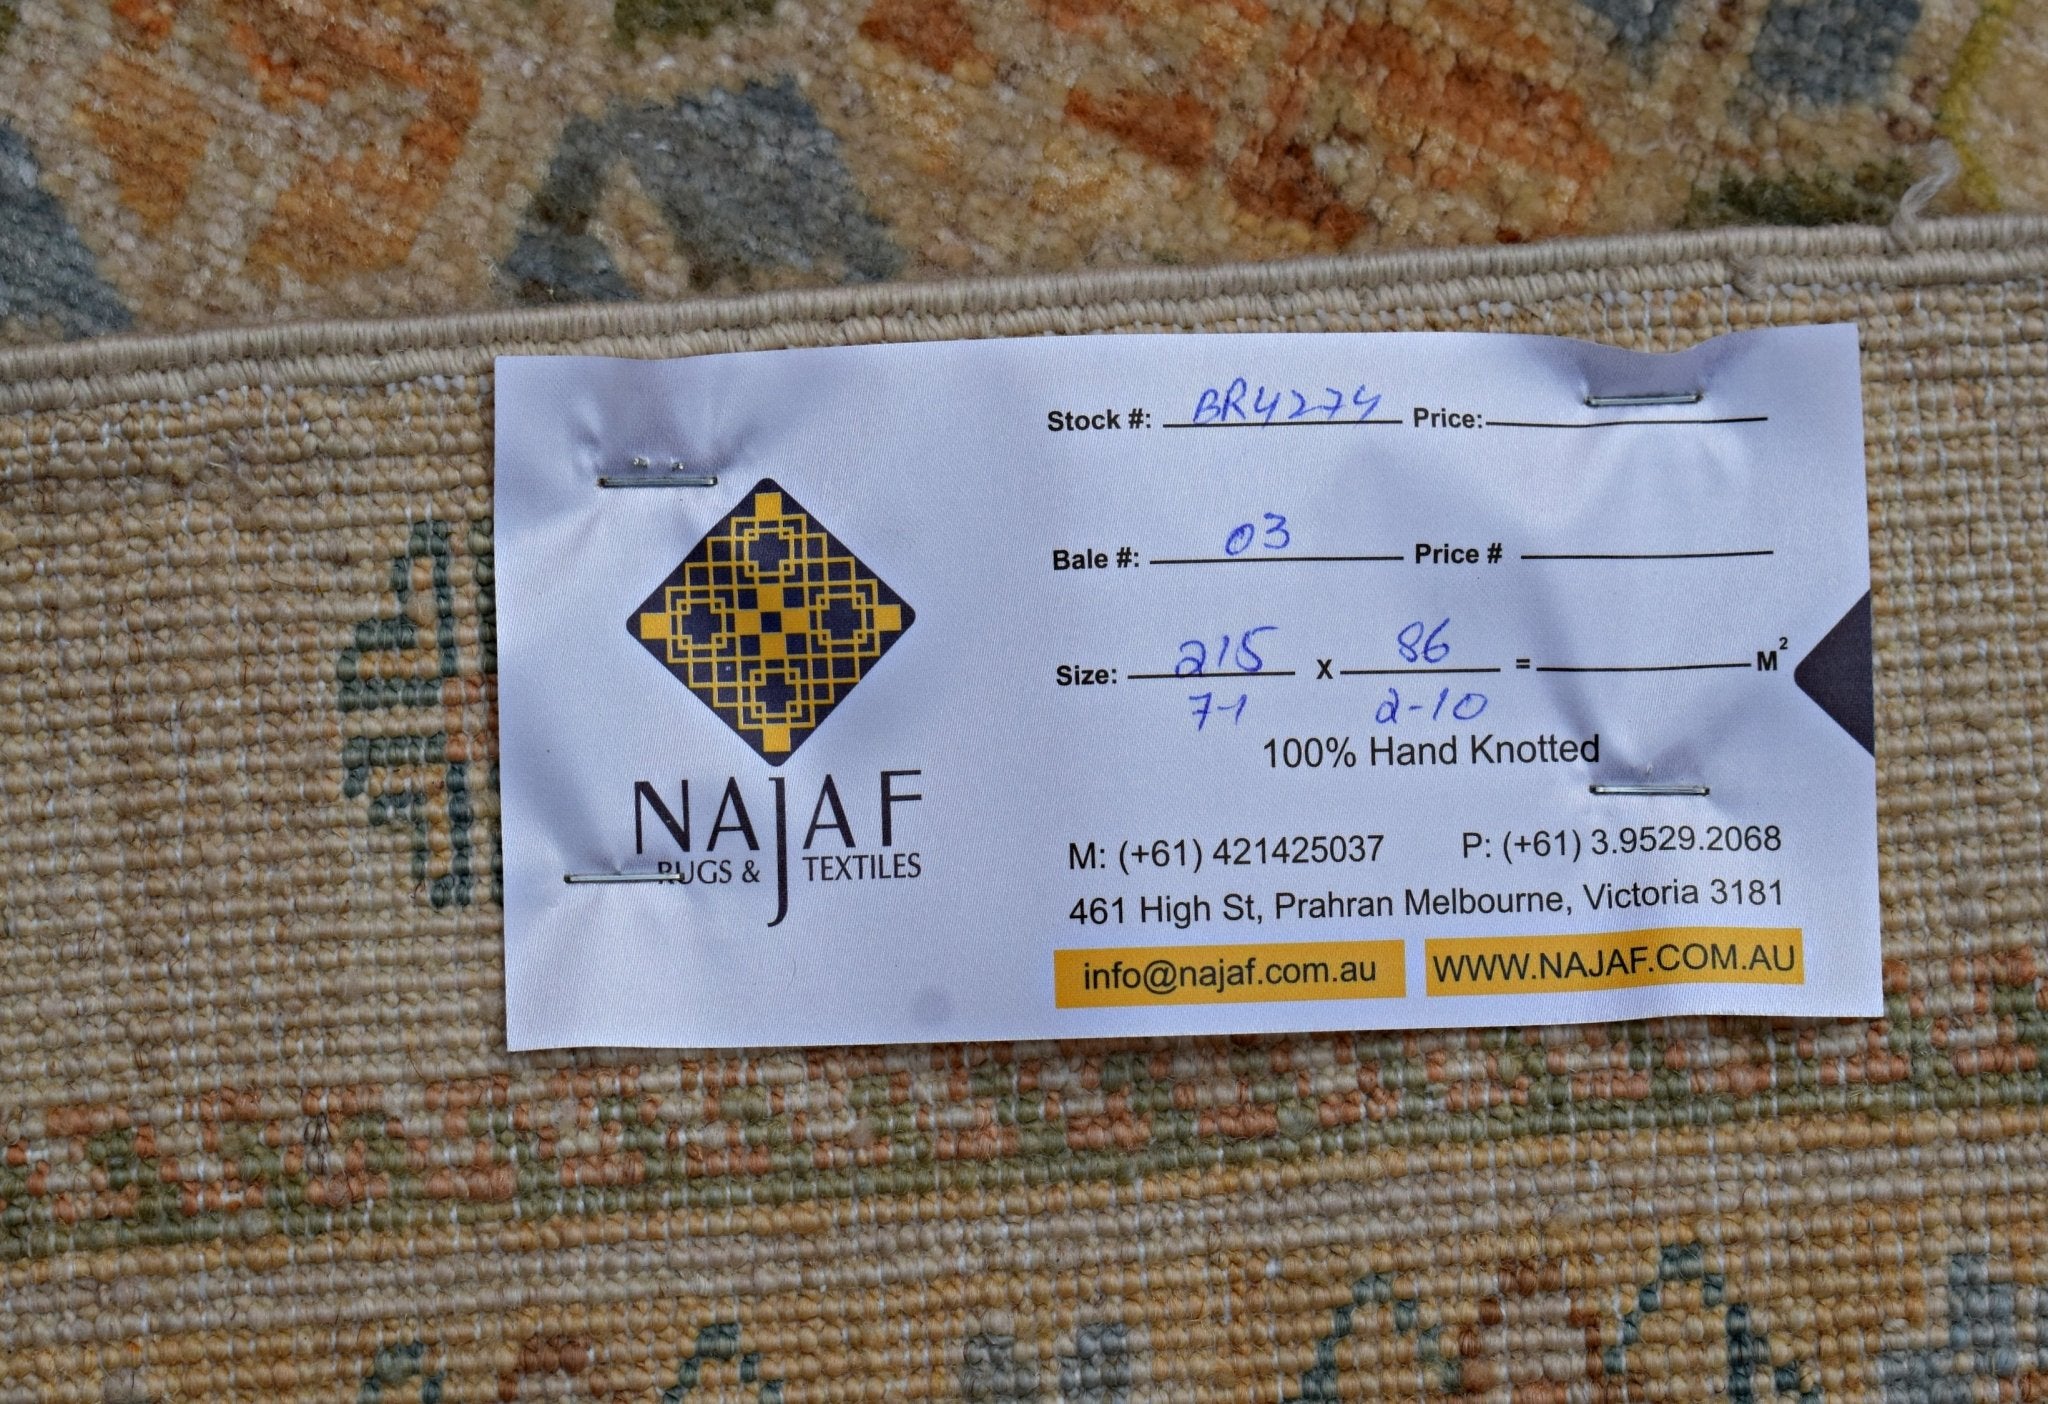 Stock #: BR4274 Price:
Bale #: 03 Price #
Size: 215 X 86 = M²
7-1 2-10
100% Hand Knotted
NAJAF
RUGS & TEXTILES
M: (+61) 421425037 P: (+61) 3.9529.2068
461 High St, Prahran Melbourne, Victoria 3181
info@najaf.com.au WWW.NAJAF.COM.AU